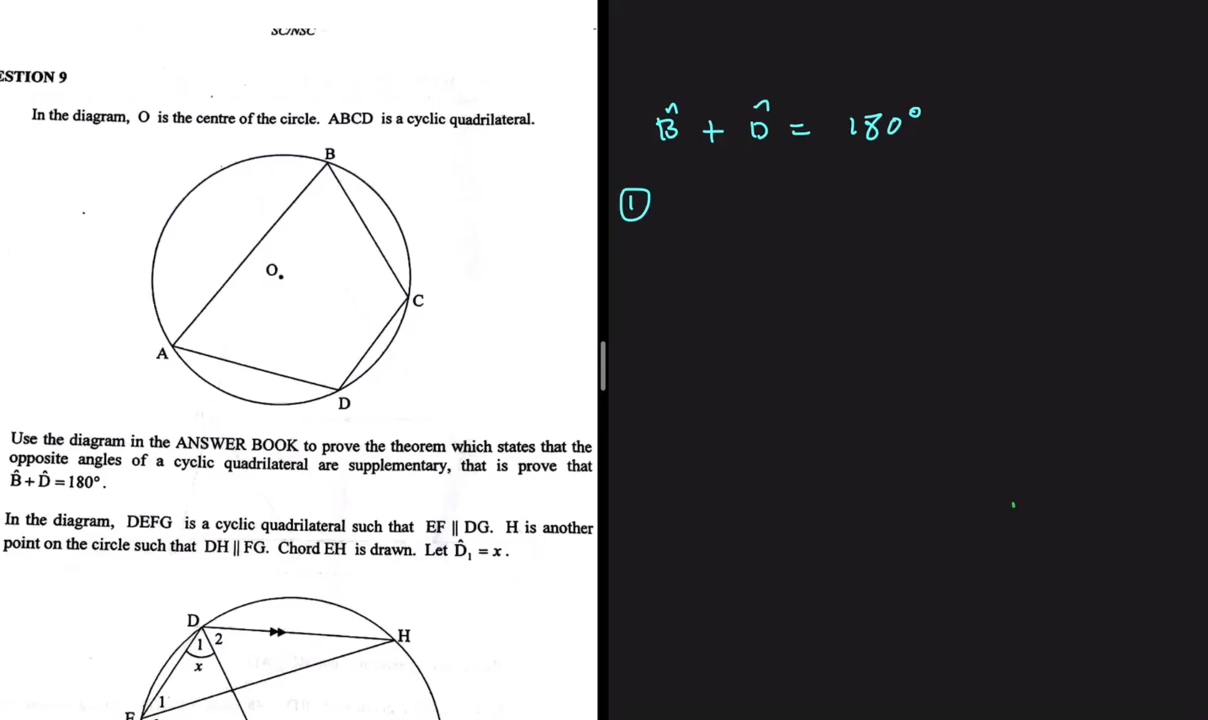 SC/NSC
ESTION 9
In the diagram, O is the centre of the circle. ABCD is a cyclic quadrilateral.
B
O.
C
A
D
Use the diagram in the ANSWER BOOK to prove the theorem which states that the
opposite angles of a cyclic quadrilateral are supplementary, that is prove that
B̂ + D̂ = 180°.
In the diagram, DEFG is a cyclic quadrilateral such that EF || DG. H is another
point on the circle such that DH || FG. Chord EH is drawn. Let D̂₁ = x.
D
H
1 2
x
1
E
B̂ + D̂ = 180°
①